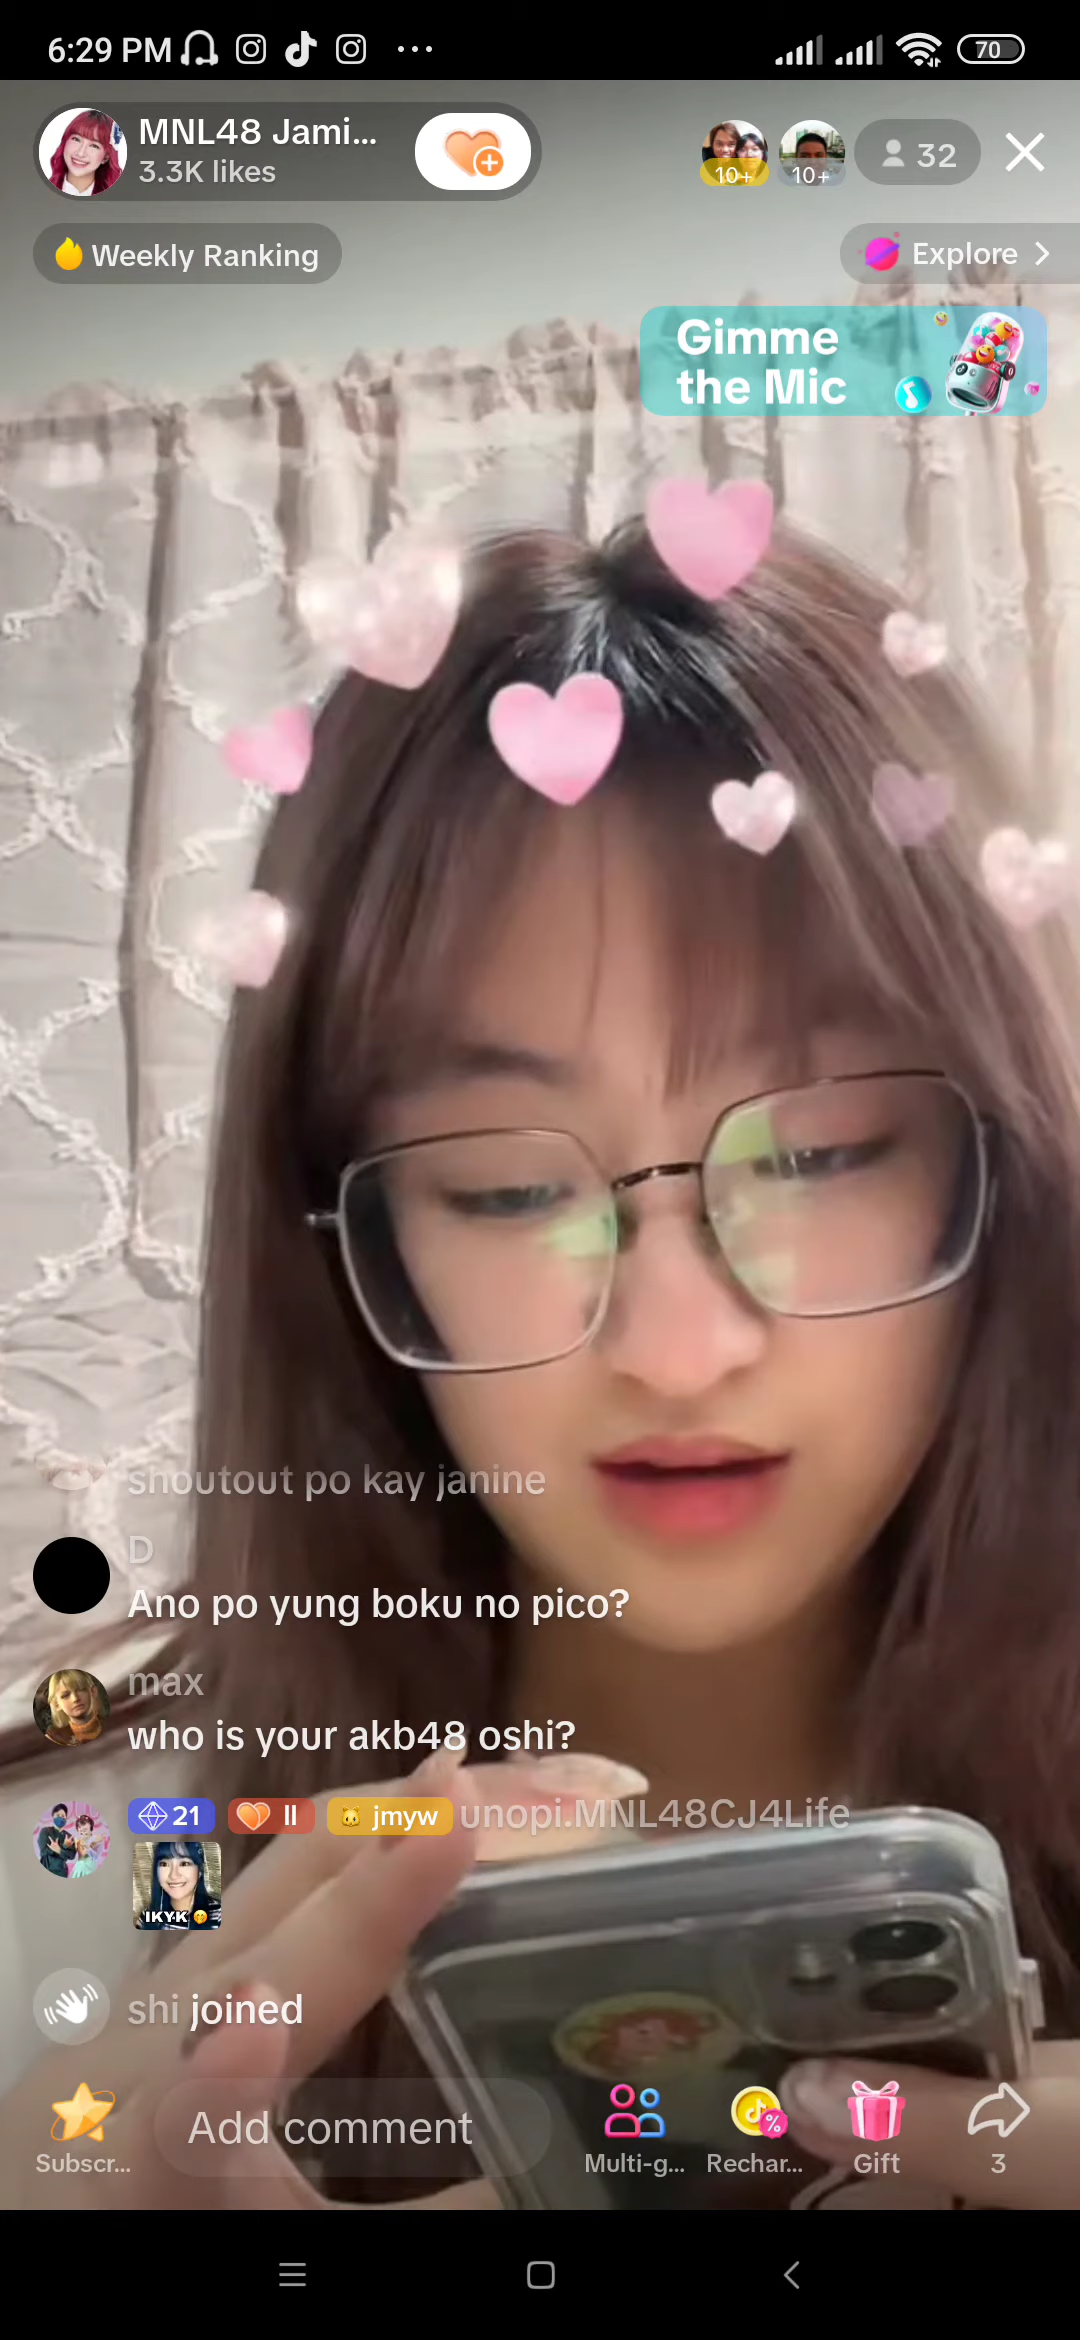 6:29 PM
70
MNL48 Jami...
3.3K likes
10+
10+
32
Weekly Ranking
Explore
Gimme
the Mic
shoutout po kay janine
D
Ano po yung boku no pico?
max
who is your akb48 oshi?
21 II jmyw unopi.MNL48CJ4Life
IKYK
shi joined
Add comment
Subscr... Multi-g... Rechar... Gift 3